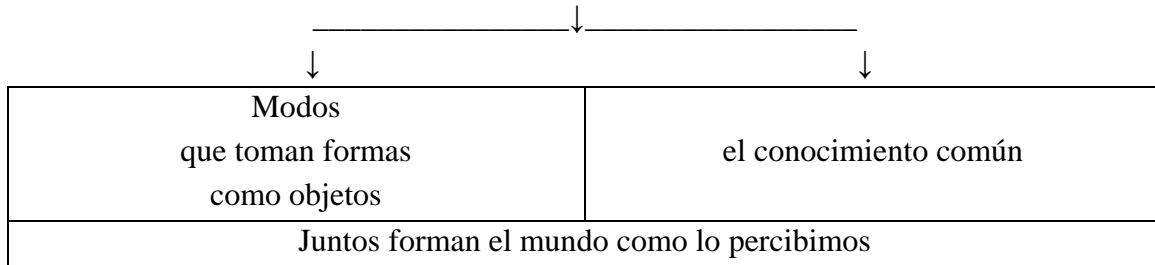 Modos
que toman formas
como objetos
el conocimiento común
Juntos forman el mundo como lo percibimos